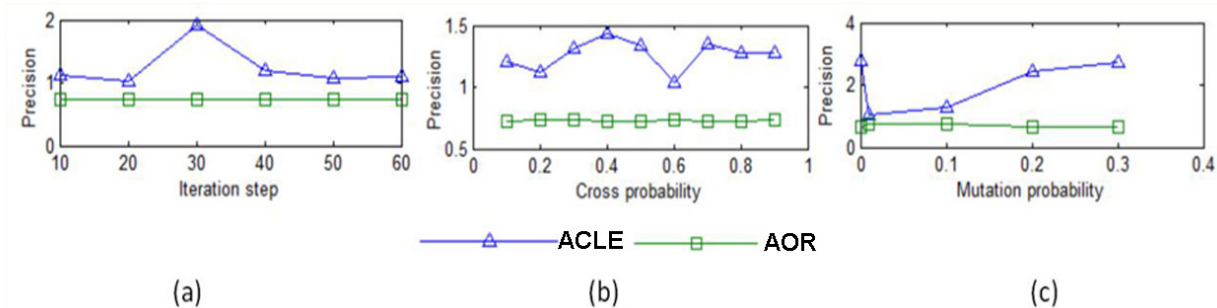 2
1
0
Precision
10 20 30 40 50 60
Iteration step
1.5
1
0.5
Precision
0 0.2 0.4 0.6 0.8 1
Cross probability
4
2
0
Precision
0 0.1 0.2 0.3 0.4
Mutation probability
ACLE AOR
(a) (b) (c)